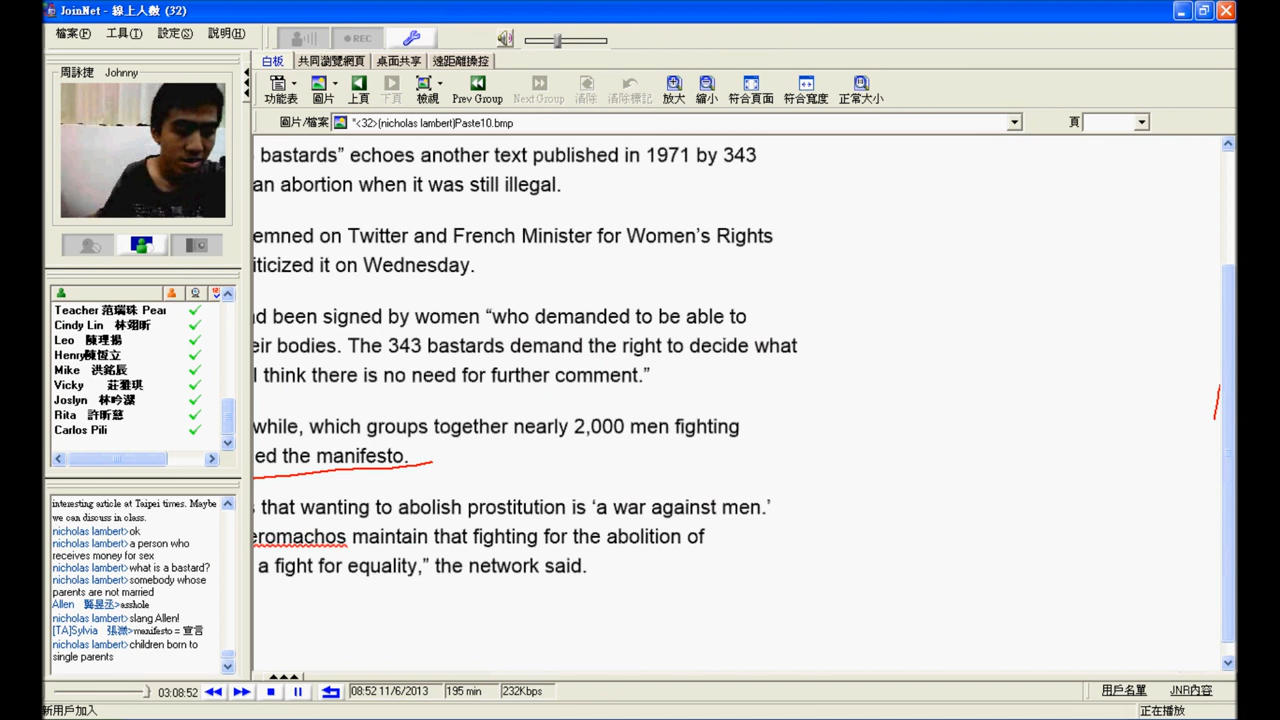 JoinNet - 線上人數 (32)
檔案(F) 工具(T) 設定(S) 說明(H)
REC
周詠捷 Johnny
白板 共同瀏覽網頁 桌面共享 遠距離操控
功能表 圖片 上頁 下頁 檢視 Prev Group Next Group 清除 清除標記 放大 縮小 符合頁面 符合寬度 正常大小
圖片/檔案 "<32>(nicholas lambert)Paste10.bmp 頁
bastards” echoes another text published in 1971 by 343
an abortion when it was still illegal.
emned on Twitter and French Minister for Women’s Rights
iticized it on Wednesday.
d been signed by women “who demanded to be able to
eir bodies. The 343 bastards demand the right to decide what
I think there is no need for further comment.”
while, which groups together nearly 2,000 men fighting
ed the manifesto.
s that wanting to abolish prostitution is ‘a war against men.’
eromachos maintain that fighting for the abolition of
a fight for equality,” the network said.
Teacher 范瑞珠 Pear
Cindy Lin 林翊昕
Leo 陳理揚
Henry陳恆立
Mike 洪銘辰
Vicky 莊雅琪
Joslyn 林吟潔
Rita 許昕慈
Carlos Pili
interesting article at Taipei times. Maybe
we can discuss in class.
nicholas lambert>ok
nicholas lambert>a person who
receives money for sex
nicholas lambert>what is a bastard?
nicholas lambert>somebody whose
parents are not married
Allen 龔昱丞>asshole
nicholas lambert>slang Allen!
[TA]Sylvia 張溦>manifesto = 宣言
nicholas lambert>children born to
single parents
03:08:52 08:52 11/6/2013 195 min 232Kbps 用戶名單 JNR內容
新用戶加入 正在播放